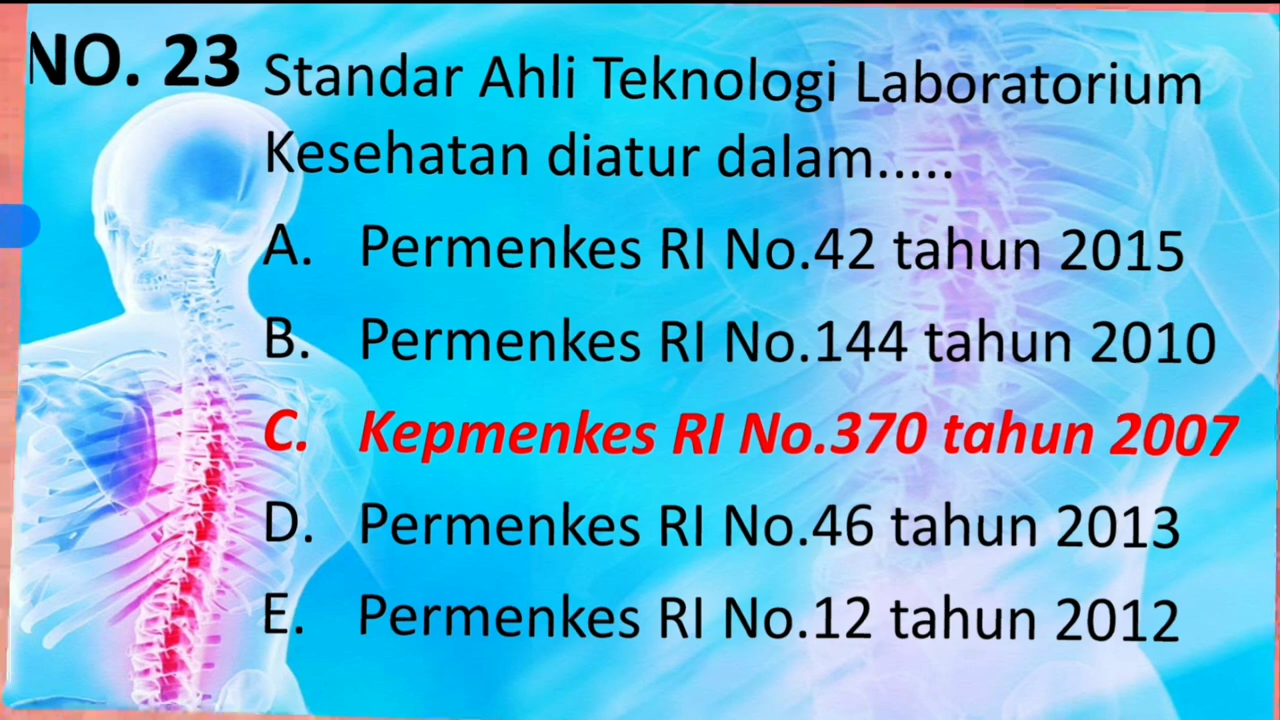 NO. 23
Standar Ahli Teknologi Laboratorium
Kesehatan diatur dalam.....
A. Permenkes RI No.42 tahun 2015
B. Permenkes RI No.144 tahun 2010
C. Kepmenkes RI No.370 tahun 2007
D. Permenkes RI No.46 tahun 2013
E. Permenkes RI No.12 tahun 2012